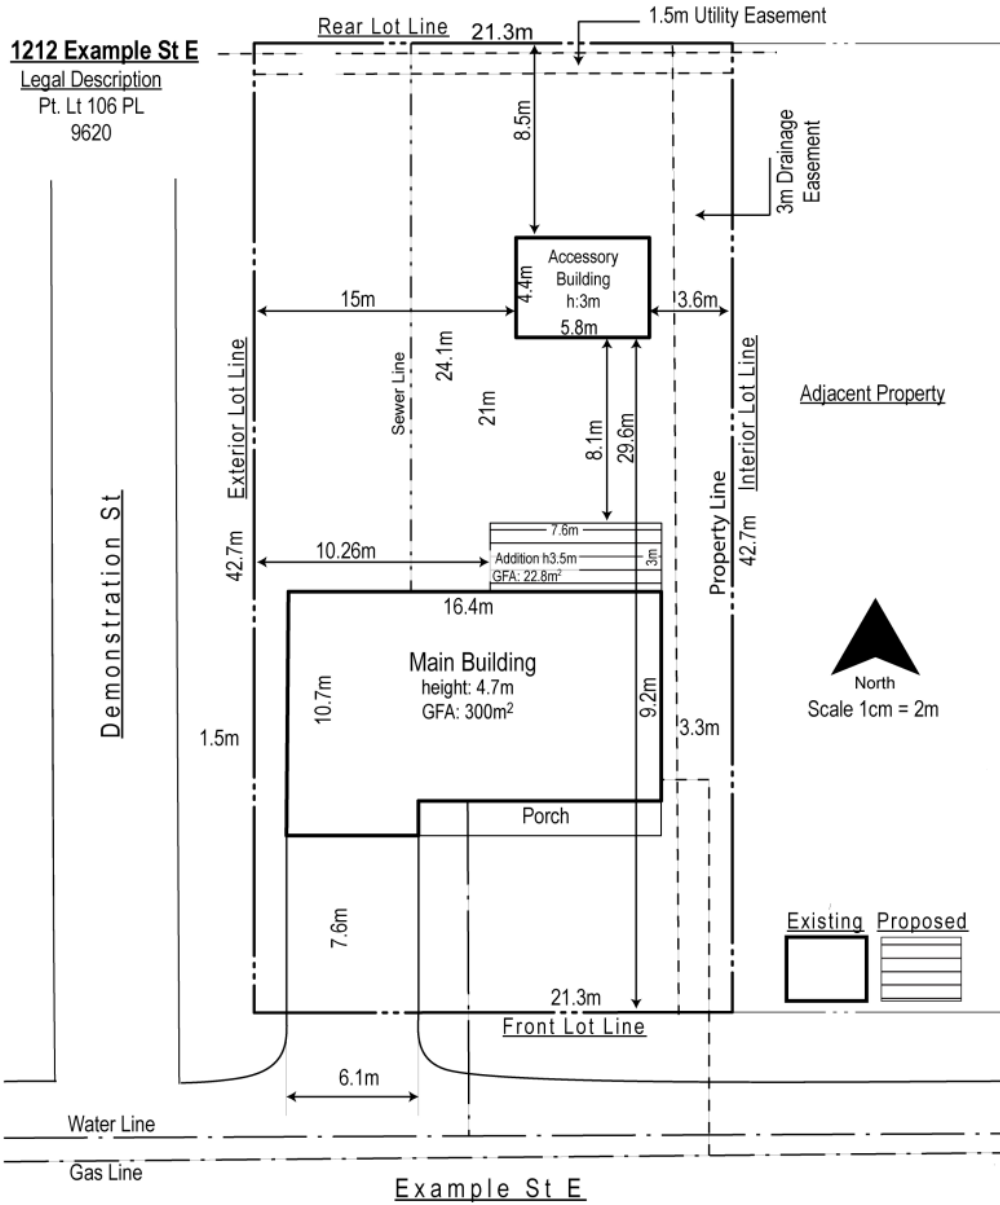 1.5m Utility Easement
Rear Lot Line
21.3m
1212 Example St E
Legal Description
Pt. Lt 106 PL
9620
8.5m
3m Drainage
Easement
Accessory
Building
h:3m
4.4m
5.8m
15m
3.6m
24.1m
21m
Sewer Line
Exterior Lot Line
42.7m
8.1m
29.6m
Interior Lot Line
42.7m
Property Line
Adjacent Property
Demonstration St
10.26m
7.6m
Addition h3.5m
GFA: 22.8m²
3m
16.4m
Main Building
height: 4.7m
GFA: 300m²
10.7m
9.2m
1.5m
3.3m
North
Scale 1cm = 2m
Porch
7.6m
Existing
Proposed
21.3m
Front Lot Line
6.1m
Water Line
Gas Line
Example St E